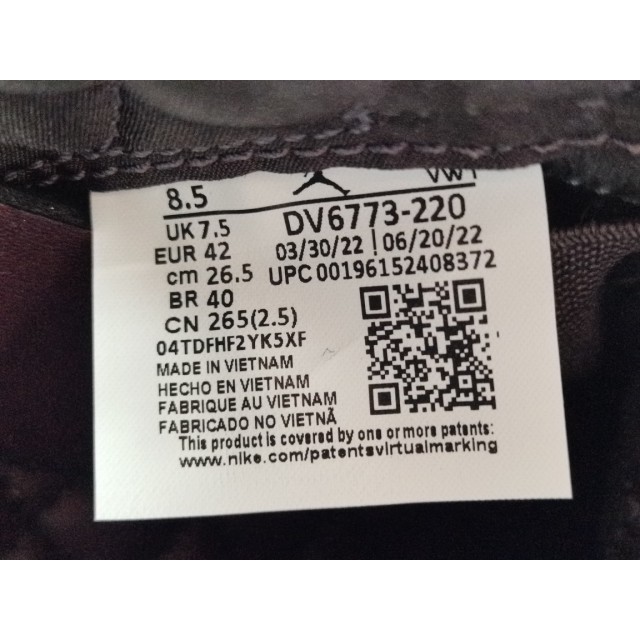 8.5 VW1
UK 7.5 DV6773-220
EUR 42 03/30/22 | 06/20/22
cm 26.5 UPC 00196152408372
BR 40
CN 265(2.5)
04TDFHF2YK5XF
MADE IN VIETNAM
HECHO EN VIETNAM
FABRIQUE AU VIETNAM
FABRICADO NO VIETNÃ
This product is covered by one or more patents:
www.nike.com/patentsvirtualmarking